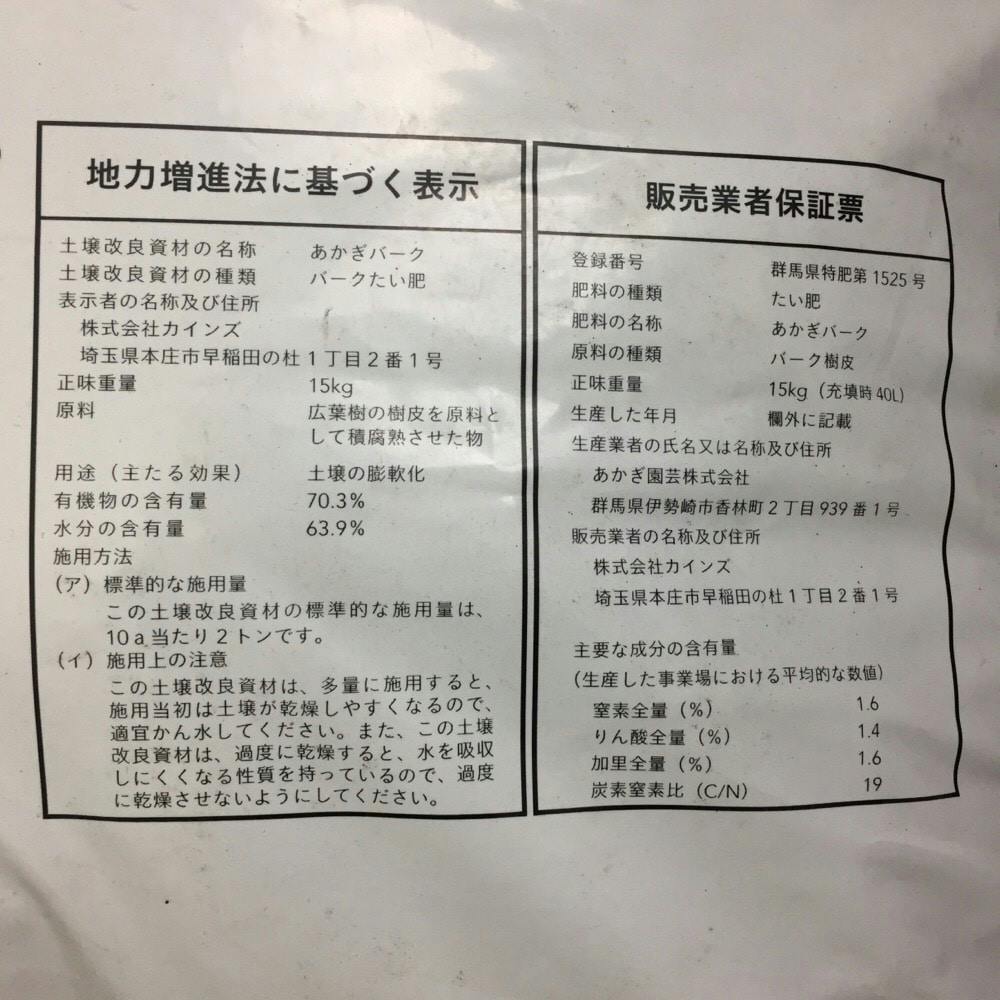 地力増進法に基づく表示
土壌改良資材の名称 あかぎバーク
土壌改良資材の種類 バークたい肥
表示者の名称及び住所
株式会社カインズ
埼玉県本庄市早稲田の杜1丁目2番1号
正味重量 15kg
原料 広葉樹の樹皮を原料と
して積腐熟させた物
用途（主たる効果） 土壌の膨軟化
有機物の含有量 70.3%
水分の含有量 63.9%
施用方法
（ア）標準的な施用量
この土壌改良資材の標準的な施用量は、
10a当たり2トンです。
（イ）施用上の注意
この土壌改良資材は、多量に施用すると、
施用当初は土壌が乾燥しやすくなるので、
適宜かん水してください。また、この土壌
改良資材は、過度に乾燥すると、水を吸収
しにくくなる性質を持っているので、過度
に乾燥させないようにしてください。
販売業者保証票
登録番号 群馬県特肥第1525号
肥料の種類 たい肥
肥料の名称 あかぎバーク
原料の種類 バーク樹皮
正味重量 15kg（充填時40L）
生産した年月 欄外に記載
生産業者の氏名又は名称及び住所
あかぎ園芸株式会社
群馬県伊勢崎市香林町2丁目939番1号
販売業者の名称及び住所
株式会社カインズ
埼玉県本庄市早稲田の杜1丁目2番1号
主要な成分の含有量
（生産した事業場における平均的な数値）
窒素全量（%） 1.6
りん酸全量（%） 1.4
加里全量（%） 1.6
炭素窒素比（C/N） 19